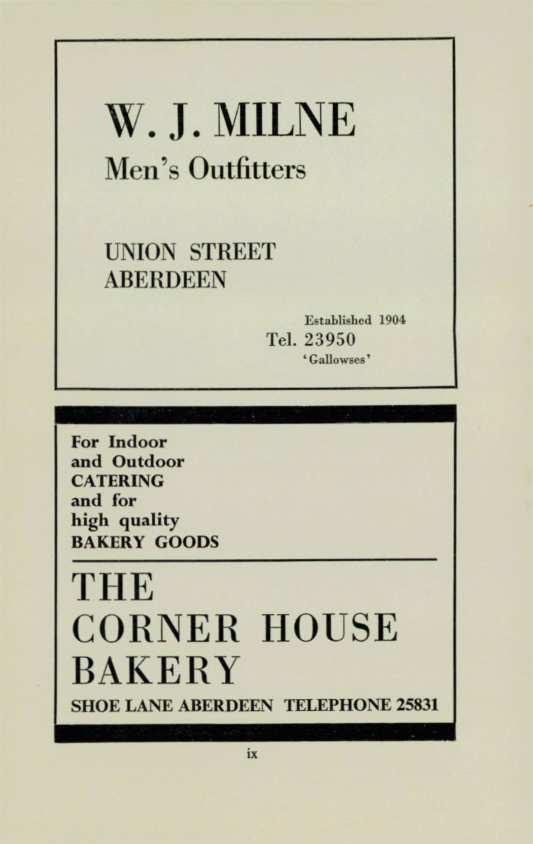 W. J. MILNE
Men's Outfitters
UNION STREET
ABERDEEN
Established 1904
Tel. 23950
'Gallowses'
For Indoor
and Outdoor
CATERING
and for
high quality
BAKERY GOODS
THE
CORNER HOUSE
BAKERY
SHOE LANE ABERDEEN TELEPHONE 25831
ix